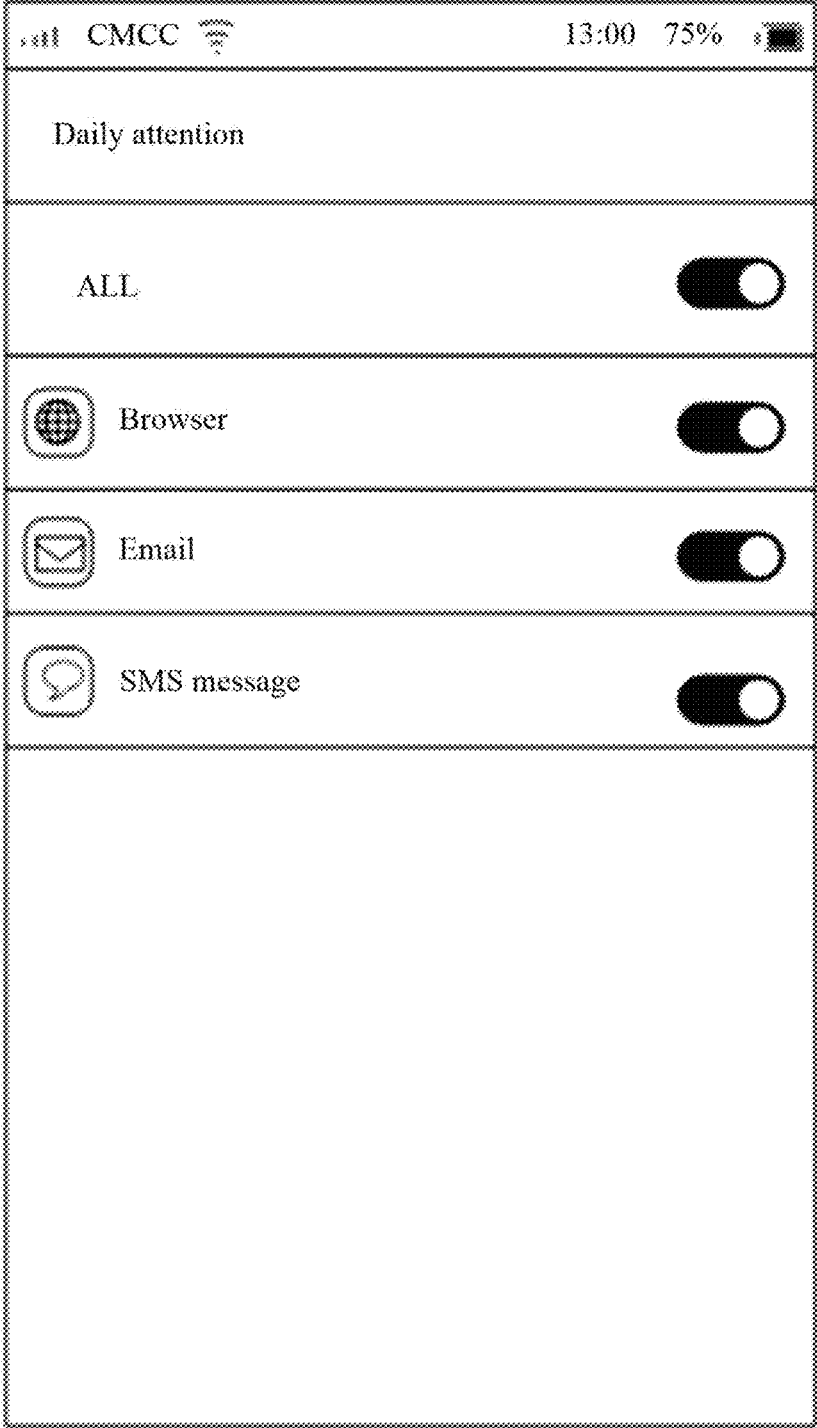 CMCC 13:00 75%
Daily attention
ALL
Browser
Email
SMS message